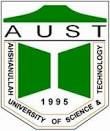 AUST
AHSANULLAH
UNIVERSITY OF SCIENCE &
TECHNOLOGY
1995